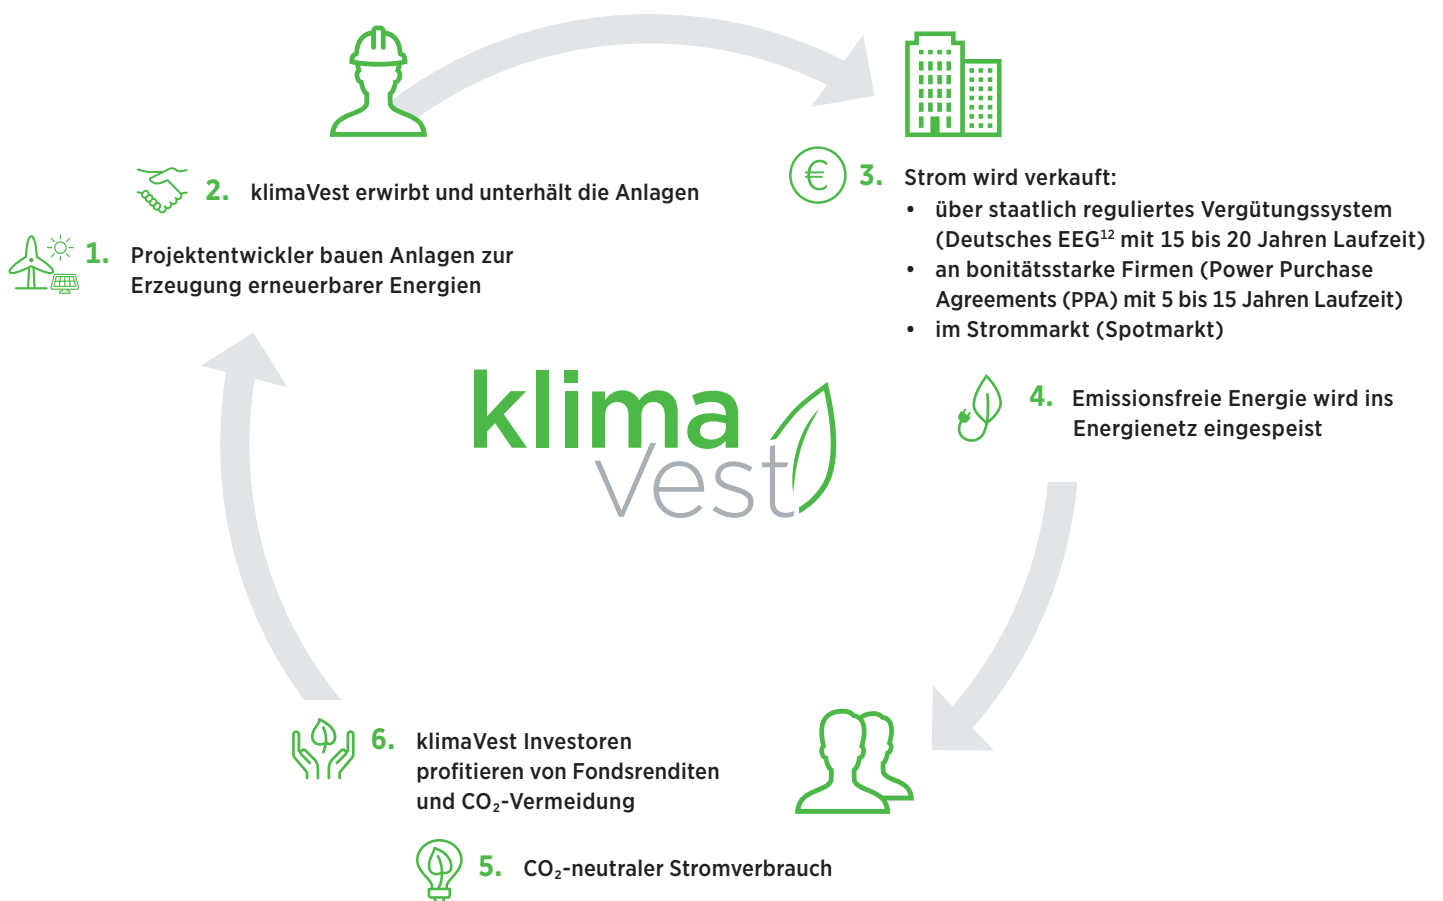 1. Projektentwickler bauen Anlagen zur
Erzeugung erneuerbarer Energien
2. klimaVest erwirbt und unterhält die Anlagen
€
3. Strom wird verkauft:
• über staatlich reguliertes Vergütungssystem
(Deutsches EEG¹² mit 15 bis 20 Jahren Laufzeit)
• an bonitätsstarke Firmen (Power Purchase
Agreements (PPA) mit 5 bis 15 Jahren Laufzeit)
• im Strommarkt (Spotmarkt)
4. Emissionsfreie Energie wird ins
Energienetz eingespeist
klima
Vest
5. CO₂-neutraler Stromverbrauch
6. klimaVest Investoren
profitieren von Fondsrenditen
und CO₂-Vermeidung